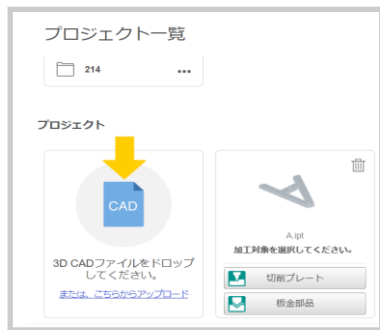 プロジェクト一覧
214
...
プロジェクト
CAD
3D CADファイルをドロップ
してください。
または、こちらからアップロード
A.ipt
加工対象を選択してください。
切削プレート
板金部品